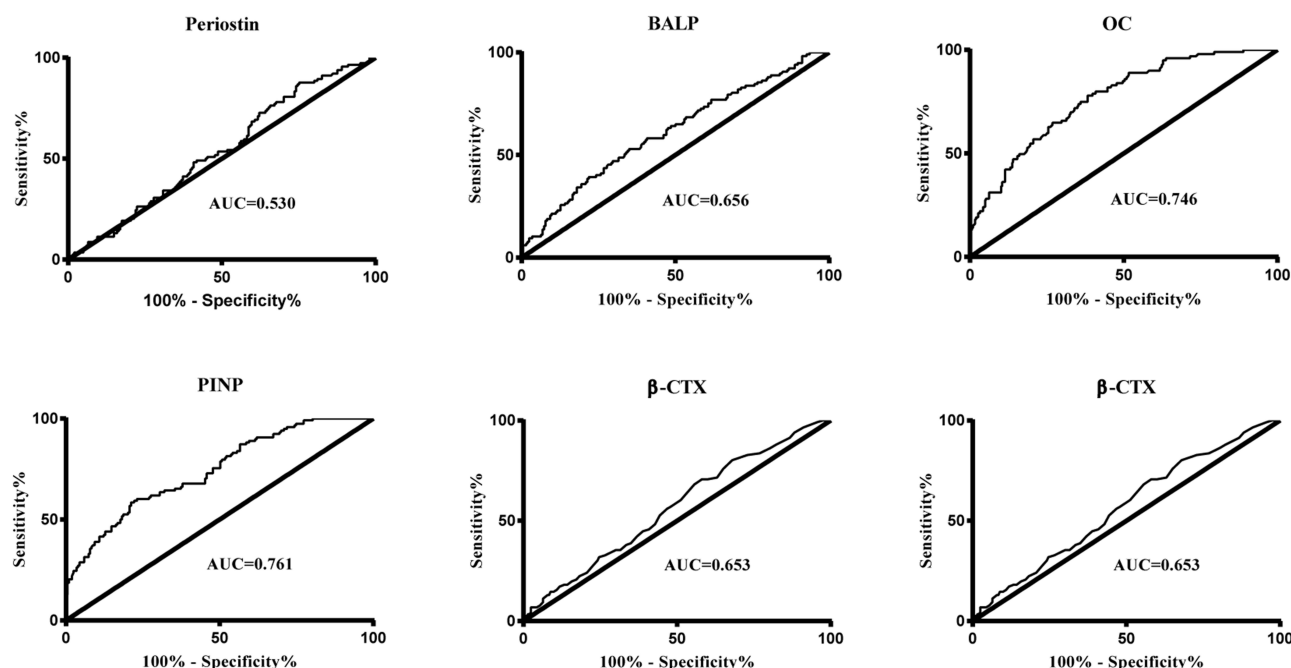 Periostin
100
50
0
Sensitivity%
AUC=0.530
0
50
100
100% - Specificity%
BALP
100
50
0
Sensitivity%
AUC=0.656
0
50
100
100% - Specificity%
OC
100
50
0
Sensitivity%
AUC=0.746
0
50
100
100% - Specificity%
PINP
100
50
0
Sensitivity%
AUC=0.761
0
50
100
100% - Specificity%
β-CTX
100
50
0
Sensitivity%
AUC=0.653
0
50
100
100% - Specificity%
β-CTX
100
50
0
Sensitivity%
AUC=0.653
0
50
100
100% - Specificity%